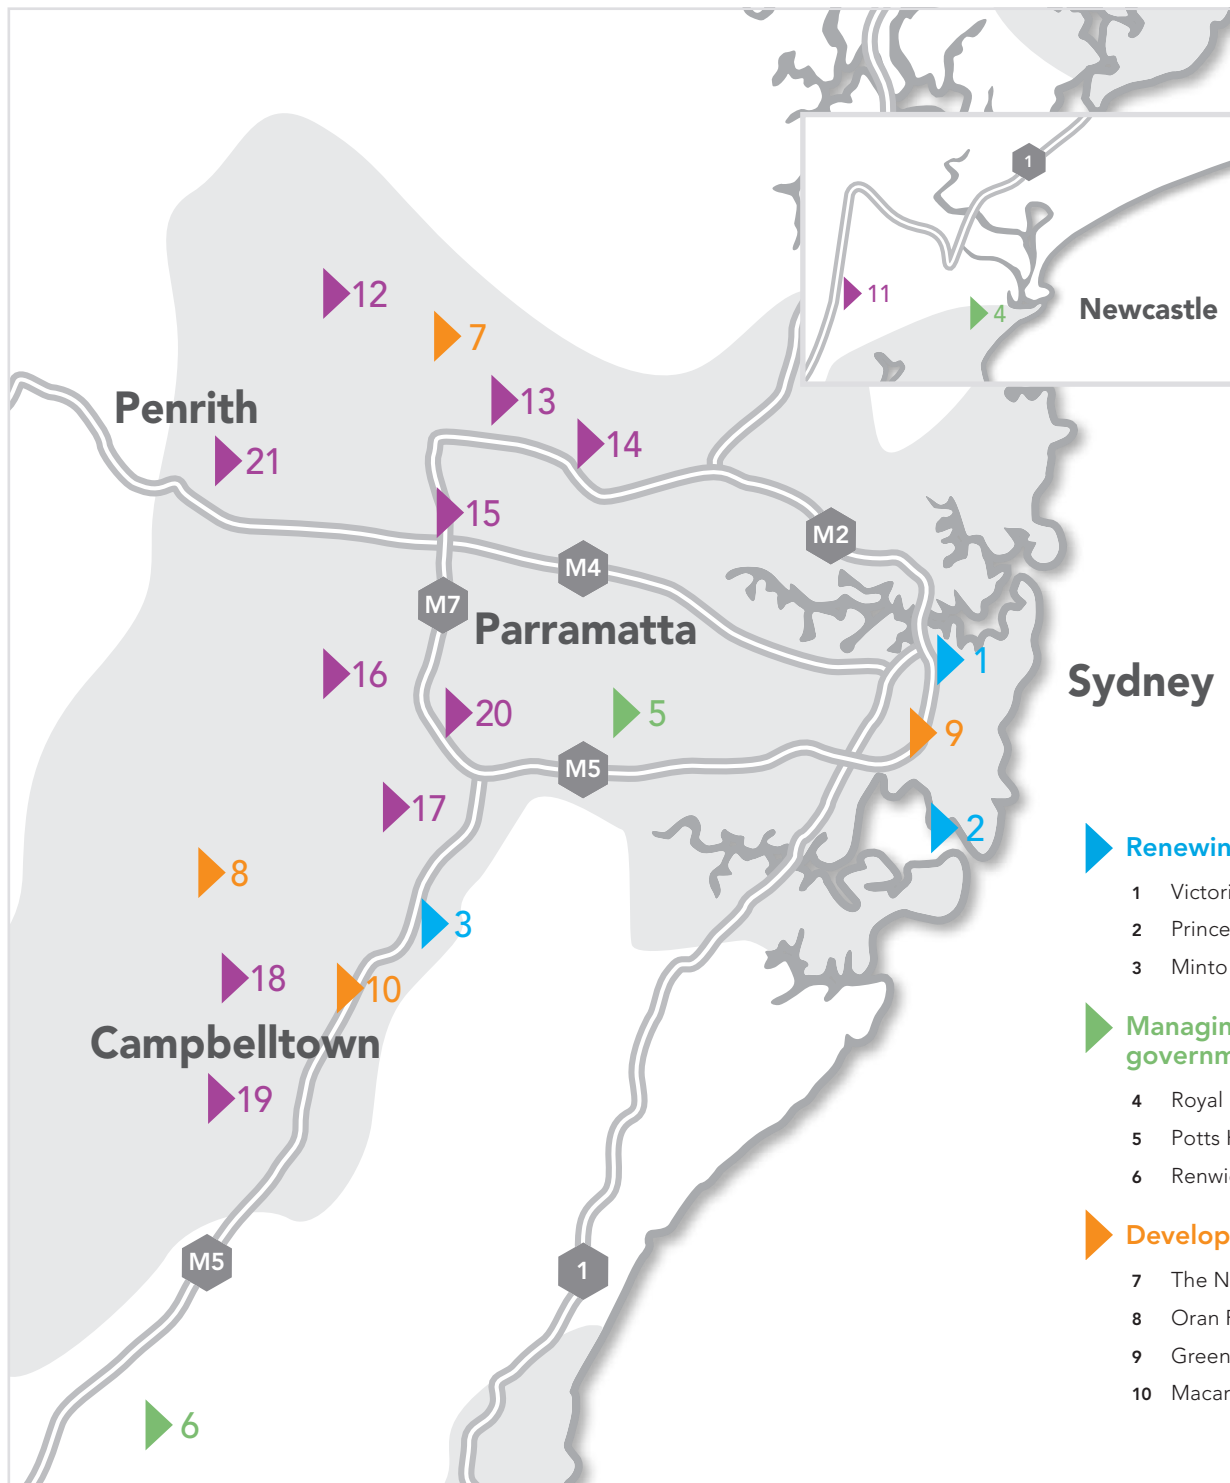 1
11
4
Newcastle
12
7
Penrith
13
14
21
15
M2
M4
M7
Parramatta
1
16
Sydney
20
5
9
M5
17
2
8
3
18
10
Campbelltown
19
M5
1
6
Renewin
1 Victori
2 Prince
3 Minto
Managin
governm
4 Royal
5 Potts
6 Renwi
Develop
7 The N
8 Oran
9 Green
10 Macar